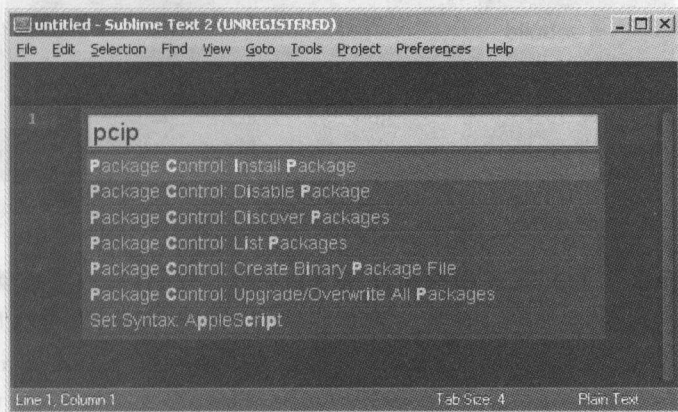 untitled - Sublime Text 2 (UNREGISTERED)
File Edit Selection Find View Goto Tools Project Preferences Help
1
pcip
Package Control: Install Package
Package Control: Disable Package
Package Control: Discover Packages
Package Control: List Packages
Package Control: Create Binary Package File
Package Control: Upgrade/Overwrite All Packages
Set Syntax: AppleScript
Line 1, Column 1 Tab Size: 4 Plain Text